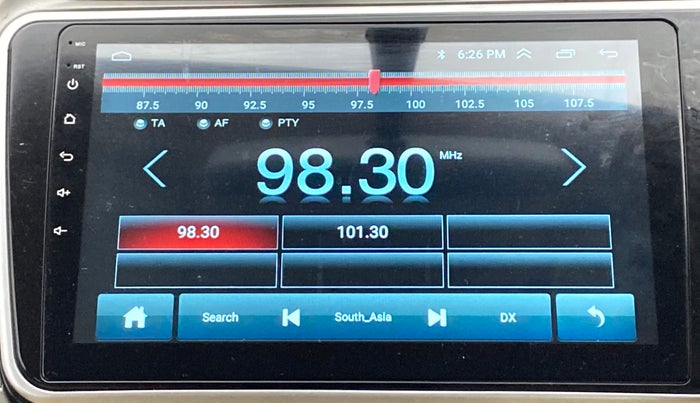 MIC
6:26 PM
RST
87.5 90 92.5 95 97.5 100 102.5 105 107.5
TA AF PTY
98.30 MHz
98.30 101.30
Search South_Asia DX